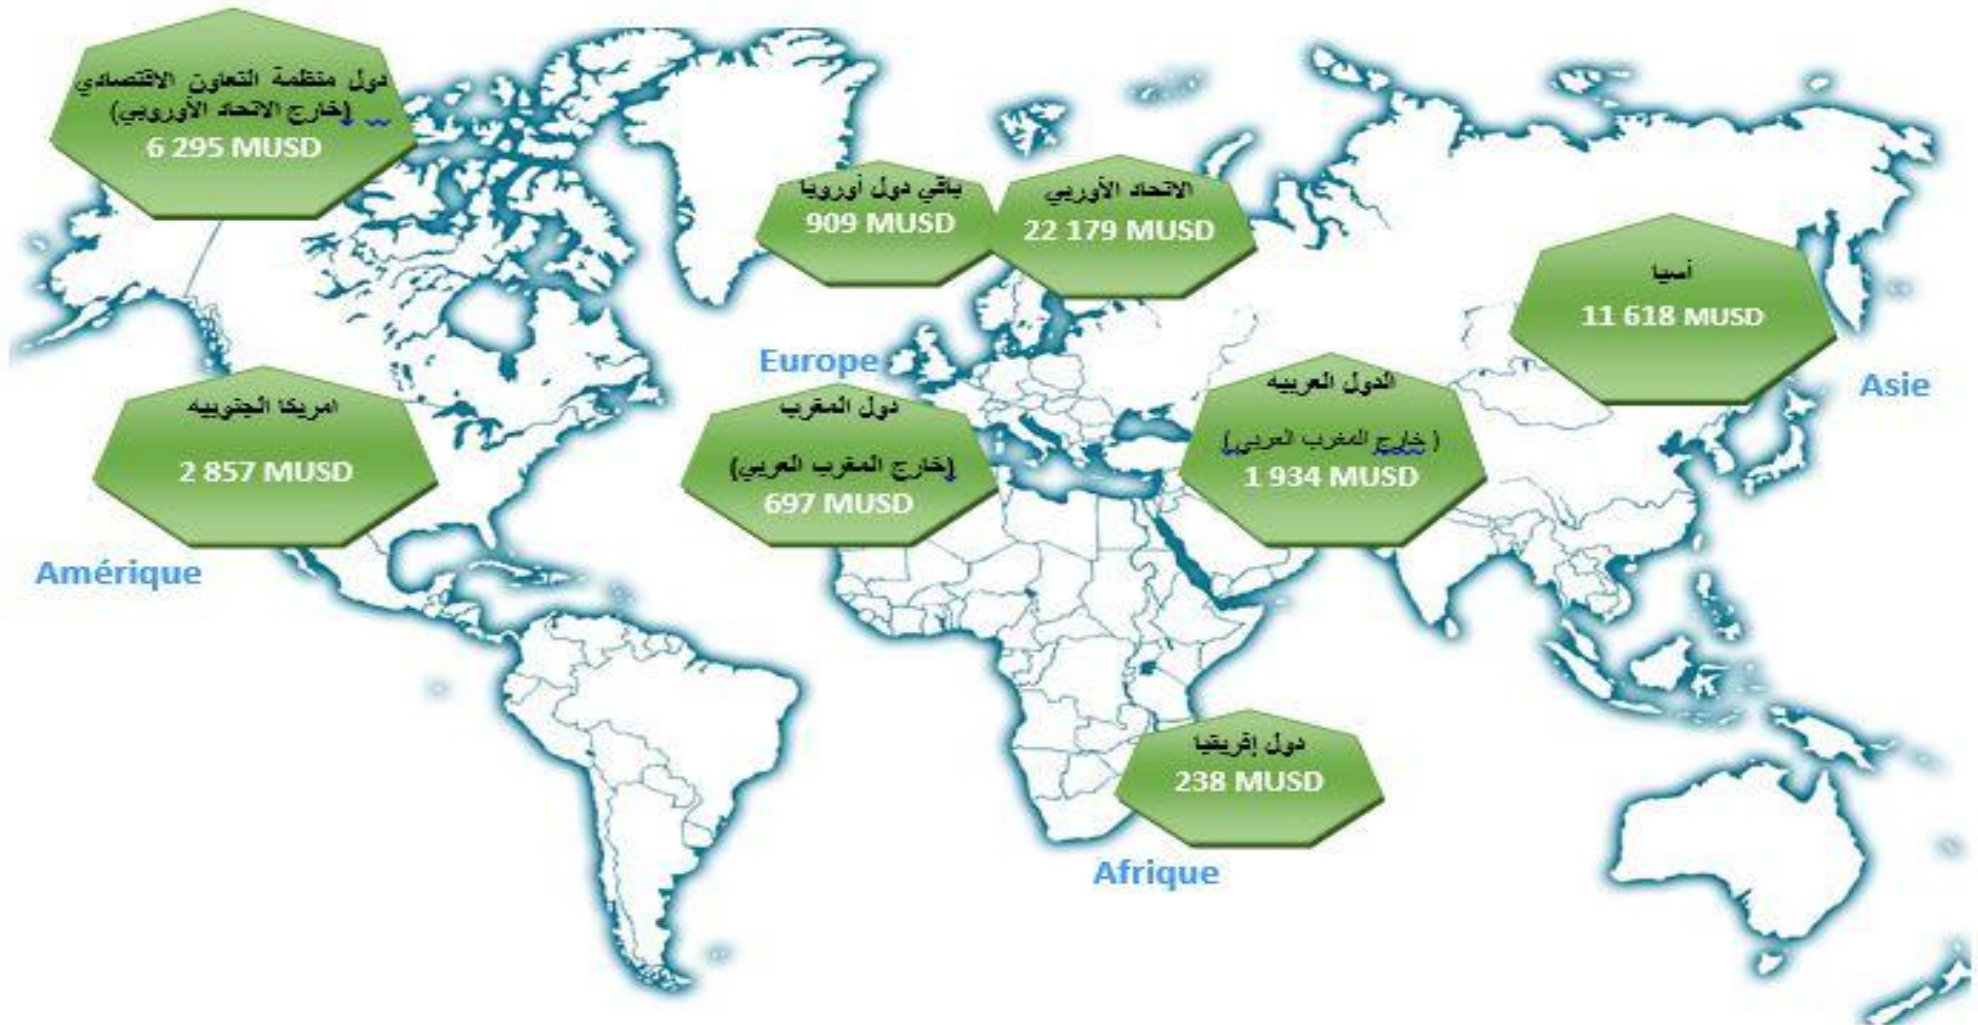 دول منظمة التعاون الاقتصادي
(خارج الاتحاد الأوروبي)
6 295 MUSD
باقي دول أوروبا
909 MUSD
الاتحاد الأوربي
22 179 MUSD
أسيا
11 618 MUSD
Europe
Asie
امريكا الجنوبيه
2 857 MUSD
دول المغرب
(خارج المغرب العربي)
697 MUSD
الدول العربيه
(خارج المغرب العربي)
1 934 MUSD
Amérique
دول إفريقيا
238 MUSD
Afrique